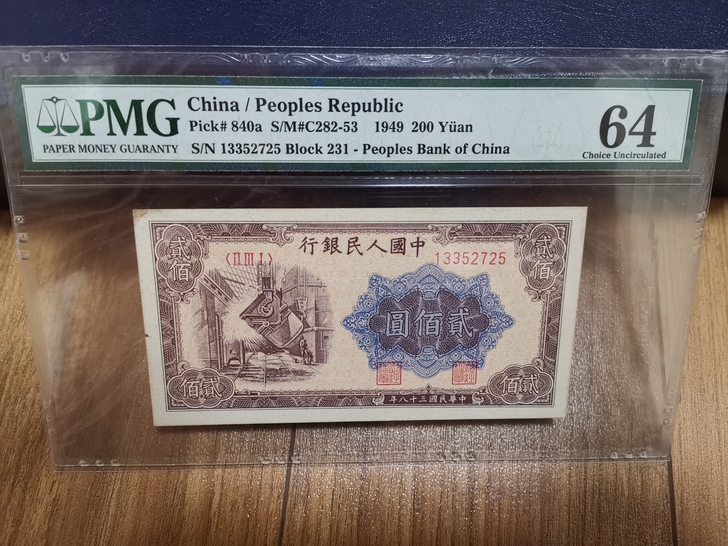 PMG
PAPER MONEY GUARANTY
China / Peoples Republic
Pick# 840a S/M#C282-53 1949 200 Yüan
S/N 13352725 Block 231 - Peoples Bank of China
64
Choice Uncirculated
行銀民人國中
貳佰
貳佰
〈II III I〉
13352725
圓佰貳
佰貳
佰貳
年八十三國民華中